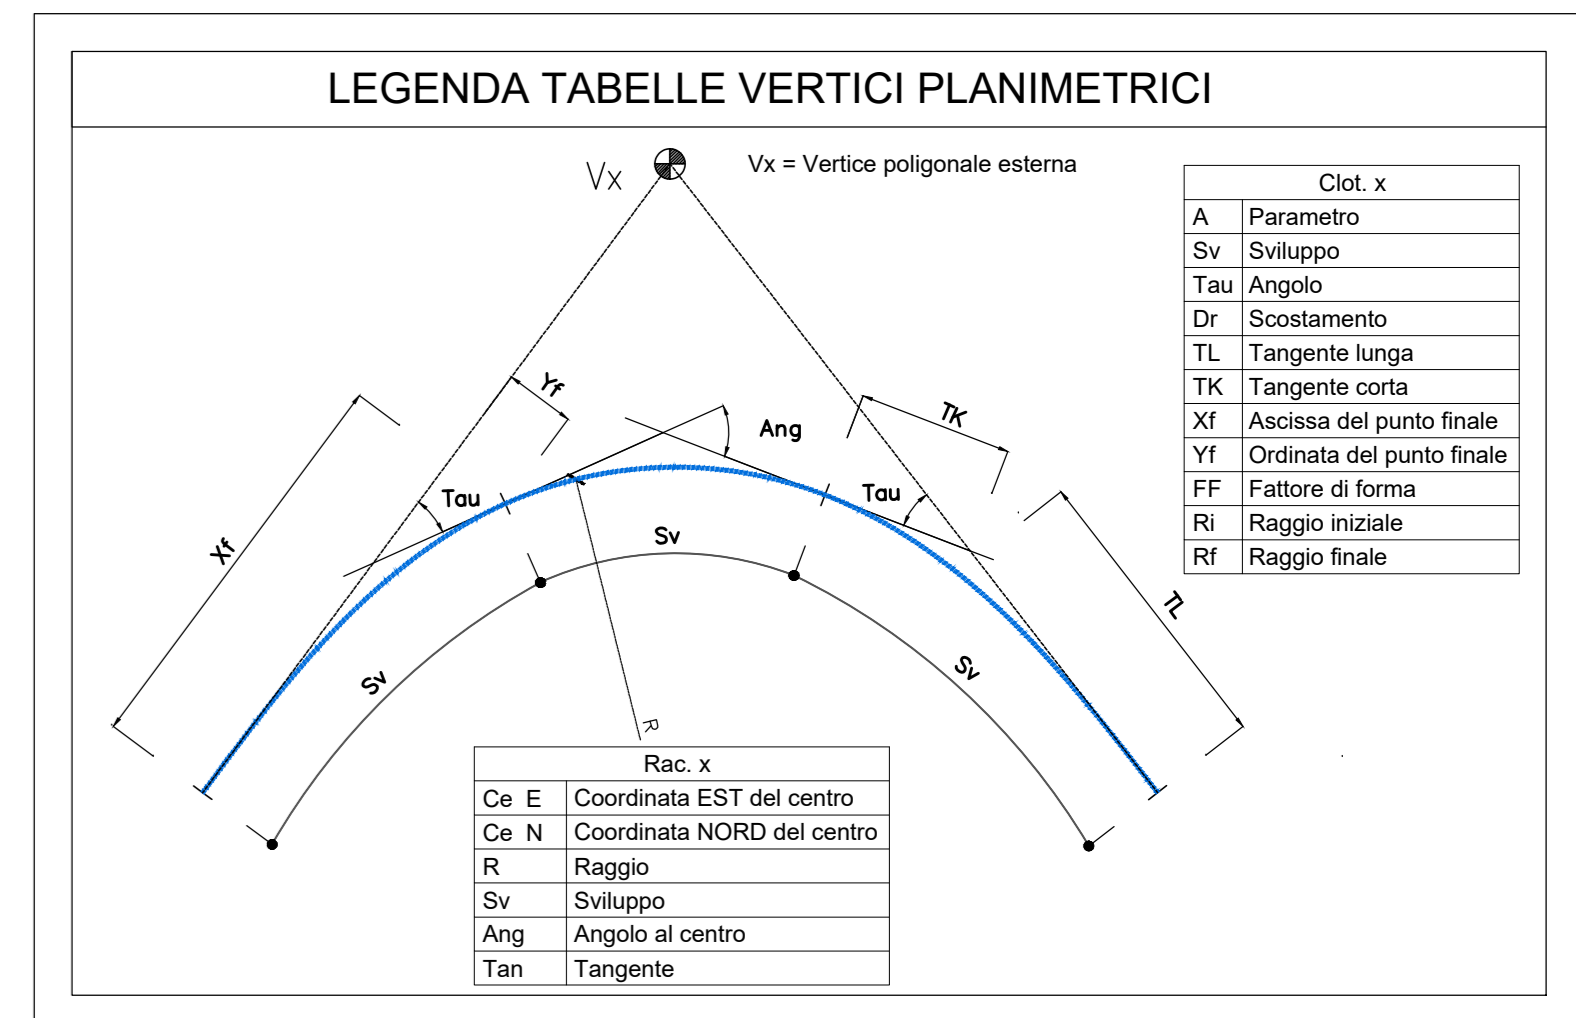 LEGENDA TABELLE VERTICI PLANIMETRICI
Vx
Vx = Vertice poligonale esterna
Clot. x
A Parametro
Sv Sviluppo
Tau Angolo
Dr Scostamento
TL Tangente lunga
TK Tangente corta
Xf Ascissa del punto finale
Yf Ordinata del punto finale
FF Fattore di forma
Ri Raggio iniziale
Rf Raggio finale
Yf
TK
Ang
Tau
Tau
Xf
Sv
TL
Sv
Sv
R
Rac. x
Ce E Coordinata EST del centro
Ce N Coordinata NORD del centro
R Raggio
Sv Sviluppo
Ang Angolo al centro
Tan Tangente